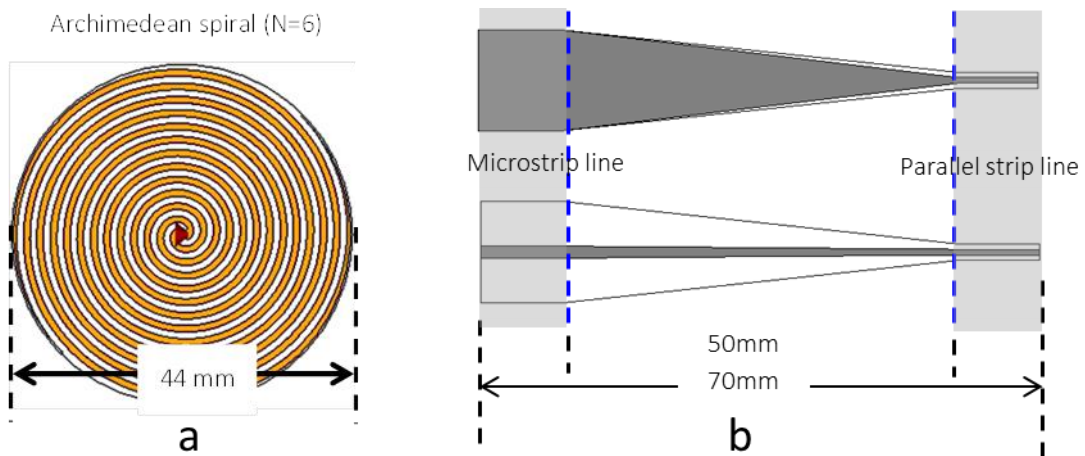 Archimedean spiral (N=6)
44 mm
a
Microstrip line
Parallel strip line
50mm
70mm
b